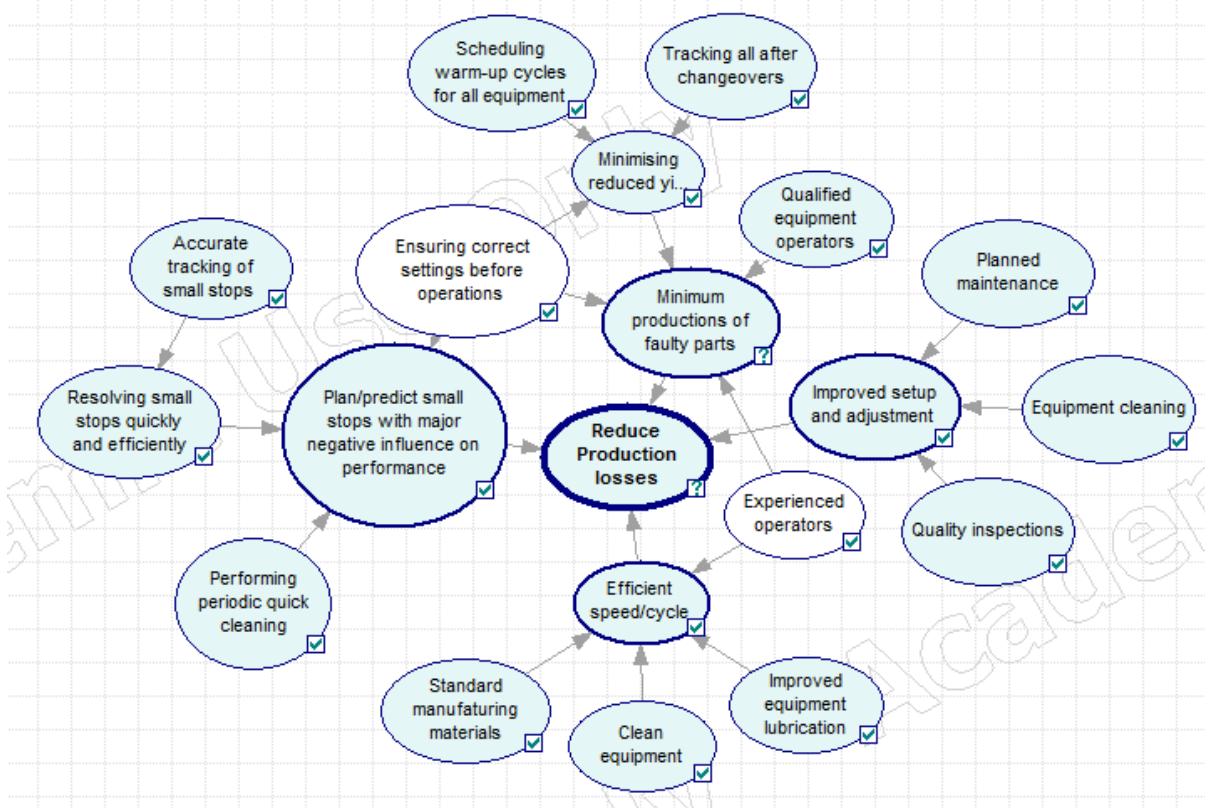 Scheduling
warm-up cycles
for all equipment
Tracking all after
changeovers
Minimising
reduced yi...
Qualified
equipment
operators
Accurate
tracking of
small stops
Ensuring correct
settings before
operations
Planned
maintenance
Minimum
productions of
faulty parts
?
Resolving small
stops quickly
and efficiently
Plan/predict small
stops with major
negative influence on
performance
Improved setup
and adjustment
Equipment cleaning
Reduce
Production
losses
?
Experienced
operators
Quality inspections
Performing
periodic quick
cleaning
Efficient
speed/cycle
Standard
manufaturing
materials
Clean
equipment
Improved
equipment
lubrication